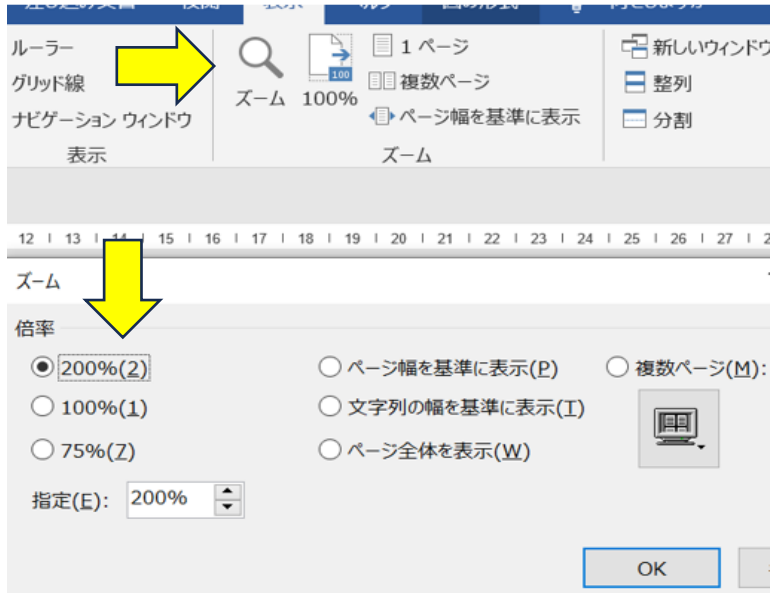 表示
ルーラー
グリッド線
ナビゲーション ウィンドウ
表示
ズーム
100
100%
1 ページ
複数ページ
ページ幅を基準に表示
ズーム
新しいウィンドウ
整列
分割
12 13 14 15 16 17 18 19 20 21 22 23 24 25 26 27
ズーム
倍率
200%(2)
100%(1)
75%(7)
ページ幅を基準に表示(P)
文字列の幅を基準に表示(T)
ページ全体を表示(W)
複数ページ(M):
指定(E): 200%
OK